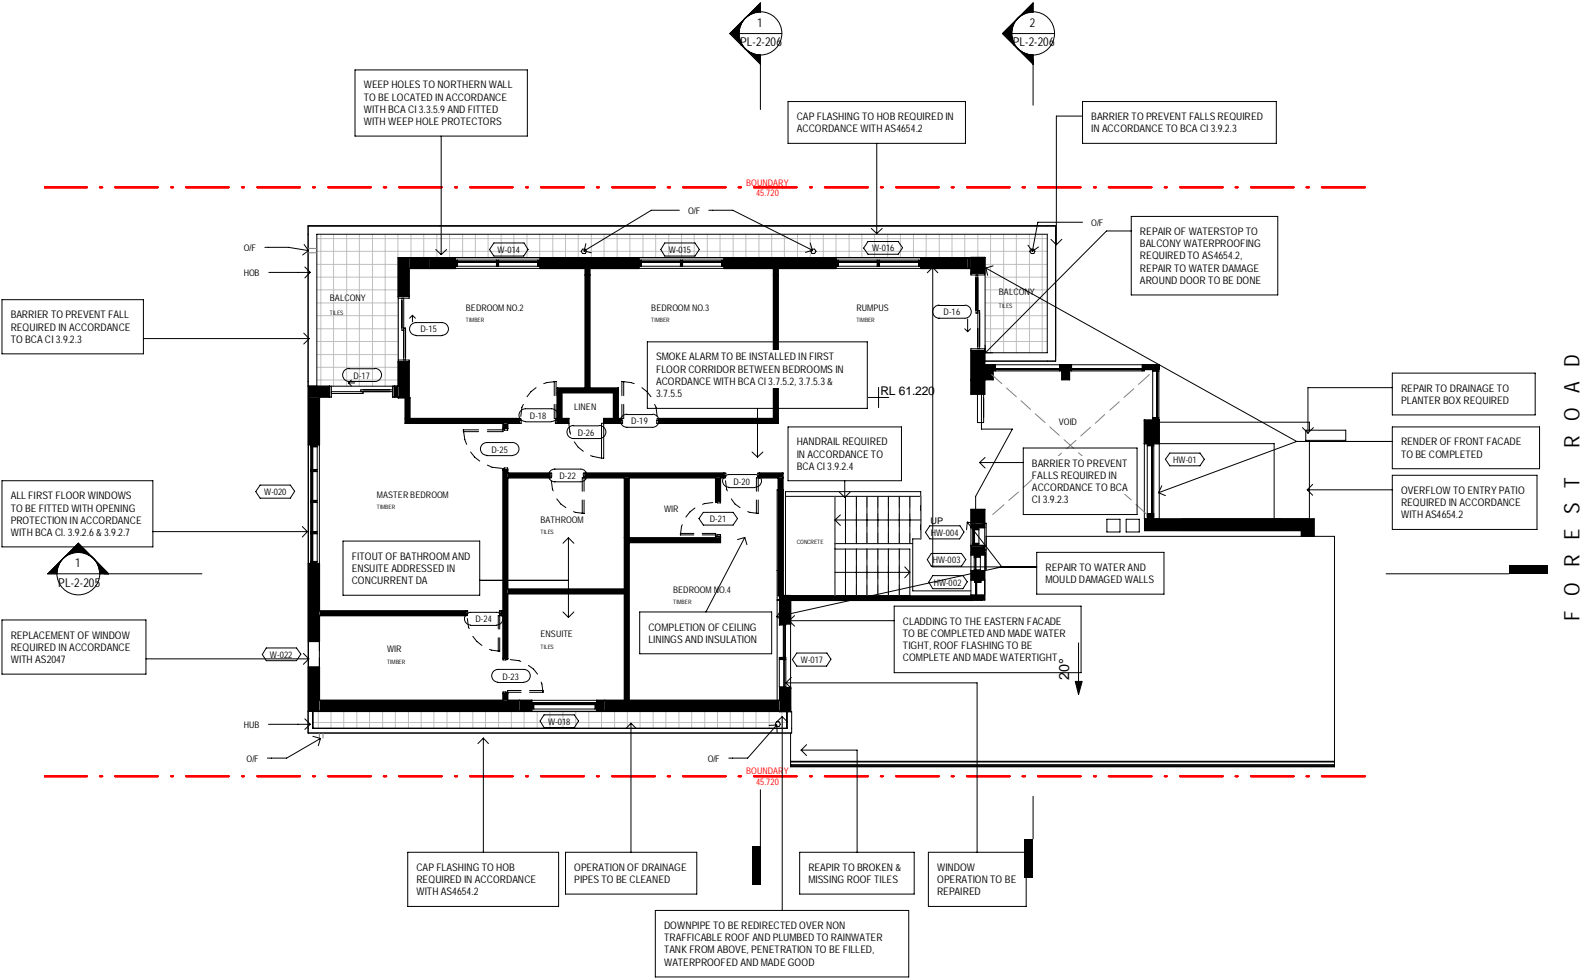 1
PL-2-206
2
PL-2-206
WEEP HOLES TO NORTHERN WALL
TO BE LOCATED IN ACCORDANCE
WITH BCA CI 3.3.5.9 AND FITTED
WITH WEEP HOLE PROTECTORS
CAP FLASHING TO HOB REQUIRED IN
ACCORDANCE WITH AS4654.2
BARRIER TO PREVENT FALLS REQUIRED
IN ACCORDANCE TO BCA CI 3.9.2.3
BOUNDARY
45.720
O/F
O/F
O/F
HOB
W-014
W-015
W-016
REPAIR OF WATERSTOP TO
BALCONY WATERPROOFING
REQUIRED TO AS4654.2,
REPAIR TO WATER DAMAGE
AROUND DOOR TO BE DONE
BALCONY
TILES
BEDROOM NO.2
TIMBER
BEDROOM NO.3
TIMBER
RUMPUS
TIMBER
BALCONY
TILES
D-15
D-16
BARRIER TO PREVENT FALL
REQUIRED IN ACCORDANCE
TO BCA CI 3.9.2.3
SMOKE ALARM TO BE INSTALLED IN FIRST
FLOOR CORRIDOR BETWEEN BEDROOMS IN
ACORDANCE WITH BCA CI 3.7.5.2, 3.7.5.3 &
3.7.5.5
D-17
RL 61.220
REPAIR TO DRAINAGE TO
PLANTER BOX REQUIRED
LINEN
D-18
D-19
D-26
VOID
FOREST ROAD
HANDRAIL REQUIRED
IN ACCORDANCE TO
BCA CI 3.9.2.4
RENDER OF FRONT FACADE
TO BE COMPLETED
D-25
HW-01
BARRIER TO PREVENT
FALLS REQUIRED IN
ACCORDANCE TO BCA
CI 3.9.2.3
D-22
D-20
W-020
MASTER BEDROOM
TIMBER
OVERFLOW TO ENTRY PATIO
REQUIRED IN ACCORDANCE
WITH AS4654.2
ALL FIRST FLOOR WINDOWS
TO BE FITTED WITH OPENING
PROTECTION IN ACCORDANCE
WITH BCA CI. 3.9.2.6 & 3.9.2.7
WIR
D-21
BATHROOM
TILES
UP
HW-004
CONCRETE
HW-003
HW-002
1
PL-2-205
FITOUT OF BATHROOM AND
ENSUITE ADDRESSED IN
CONCURRENT DA
REPAIR TO WATER AND
MOULD DAMAGED WALLS
BEDROOM NO.4
TIMBER
D-24
COMPLETION OF CEILING
LININGS AND INSULATION
CLADDING TO THE EASTERN FACADE
TO BE COMPLETED AND MADE WATER
TIGHT, ROOF FLASHING TO BE
COMPLETE AND MADE WATERTIGHT
REPLACEMENT OF WINDOW
REQUIRED IN ACCORDANCE
WITH AS2047
W-022
WIR
TIMBER
ENSUITE
TILES
W-017
20°
D-23
HUB
W-018
O/F
O/F
BOUNDARY
45.720
CAP FLASHING TO HOB
REQUIRED IN ACCORDANCE
WITH AS4654.2
OPERATION OF DRAINAGE
PIPES TO BE CLEANED
REAPIR TO BROKEN &
MISSING ROOF TILES
WINDOW
OPERATION TO BE
REPAIRED
DOWNPIPE TO BE REDIRECTED OVER NON
TRAFFICABLE ROOF AND PLUMBED TO RAINWATER
TANK FROM ABOVE, PENETRATION TO BE FILLED,
WATERPROOFED AND MADE GOOD